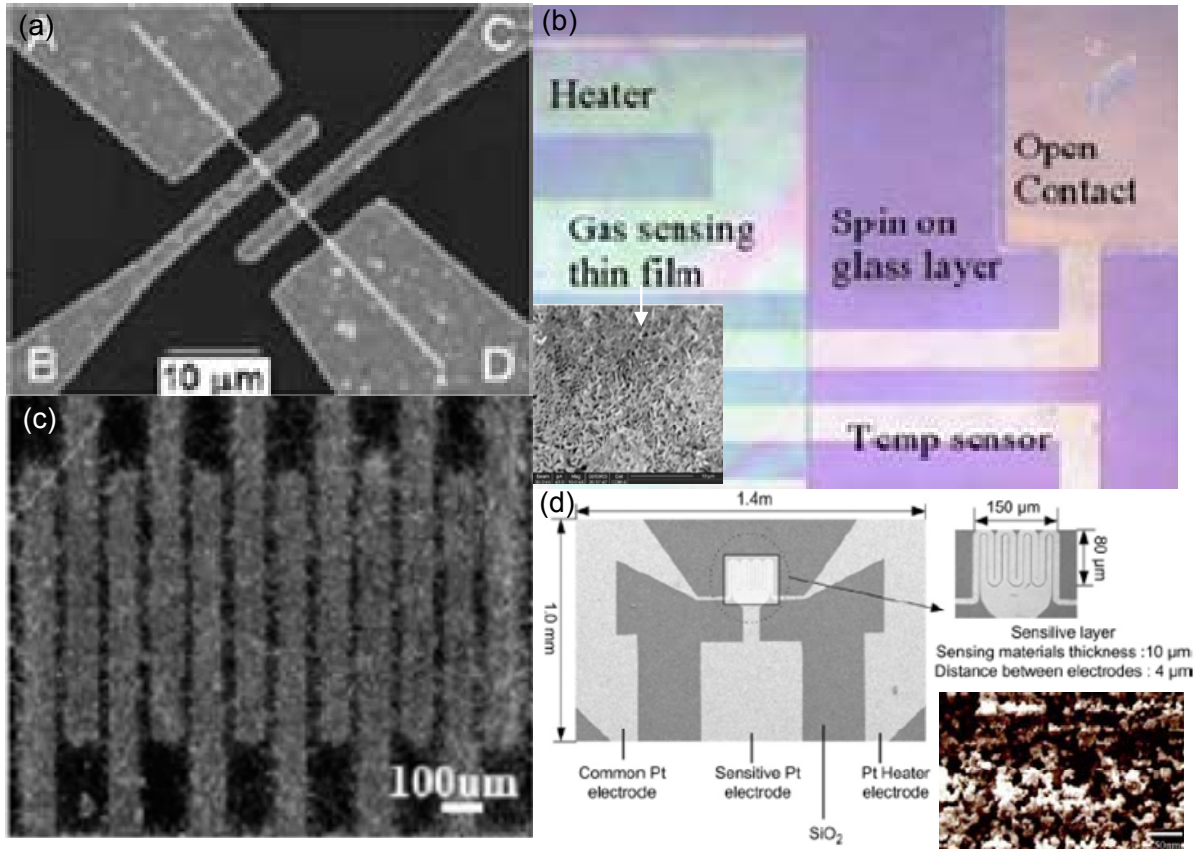 (a)
A
C
B
D
10 µm
(b)
Heater
Open
Contact
Gas sensing
thin film
Spin on
glass layer
Temp sensor
(c)
100um
(d)
1.4m
1.0 mm
150 µm
80 µm
Sensilive layer
Sensing materials thickness :10 µm
Distance between electrodes : 4 µm
Common Pt
electrode
Sensitive Pt
electrode
Pt Heater
electrode
SiO2
50nm